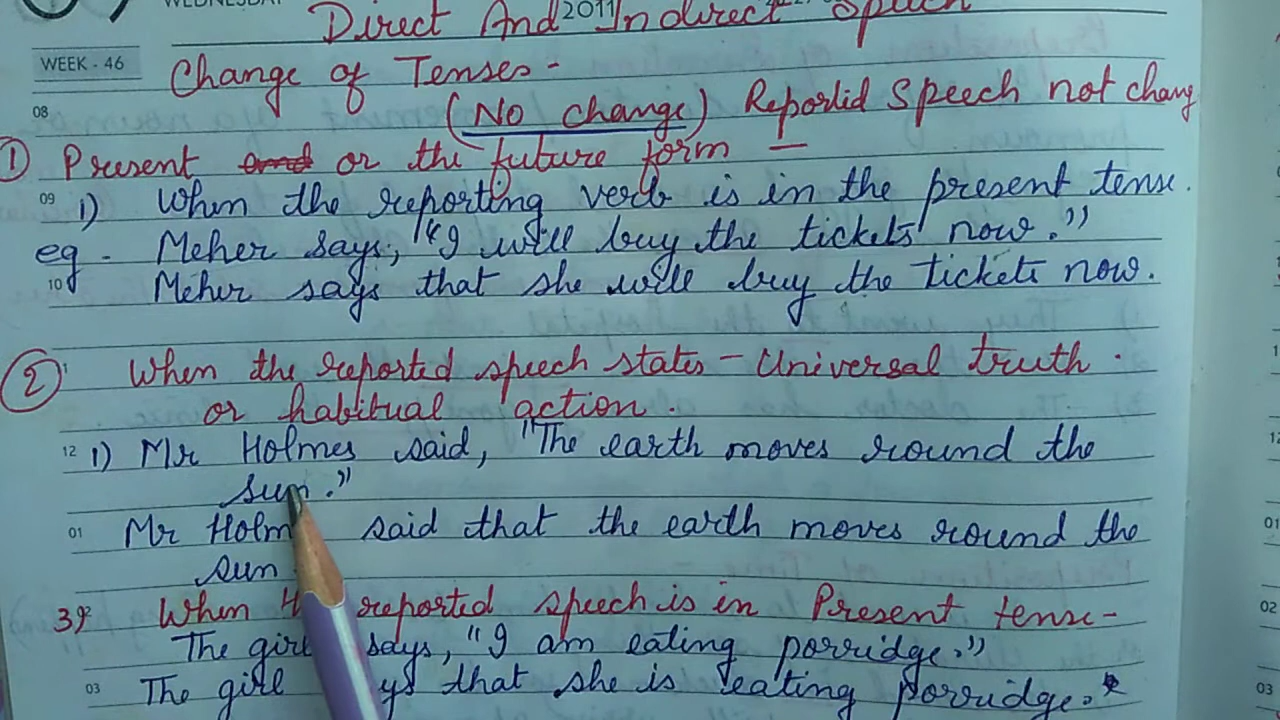 WEDNESDAY 2011
Direct And Indirect Speech
WEEK - 46
Change of Tenses -
08 (No change) Reported Speech not chang
① Present or the future form -
09 i) When the reporting verb is in the present tense.
eg. Meher says, "I will buy the tickets now."
10 Meher says that she will buy the tickets now.
② When the reported speech states - Universal truth.
or habitual action.
12 1) Mr Holmes said, "The earth moves round the
sun."
01 Mr Holm said that the earth moves round the
sun
3) When reported speech is in Present tense-
The girl says, "I am eating porridge."
03 The girl ys that she is eating porridge.
12
01
02
03